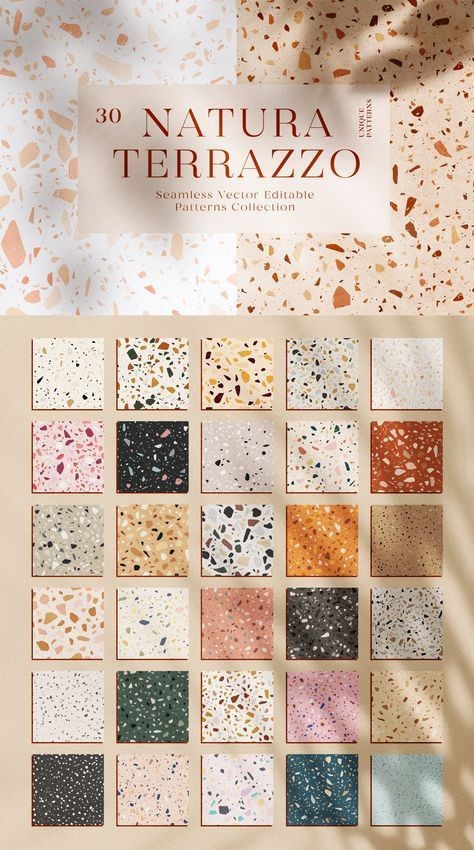 30 NATURA
UNIQUE
PATTERNS
TERRAZZO
Seamless Vector Editable
Patterns Collection